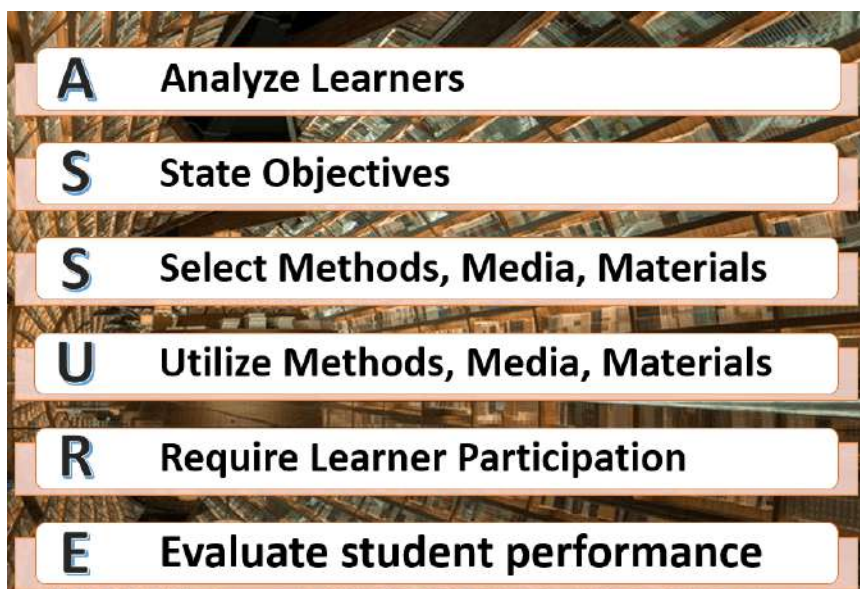 A Analyze Learners
S State Objectives
S Select Methods, Media, Materials
U Utilize Methods, Media, Materials
R Require Learner Participation
E Evaluate student performance